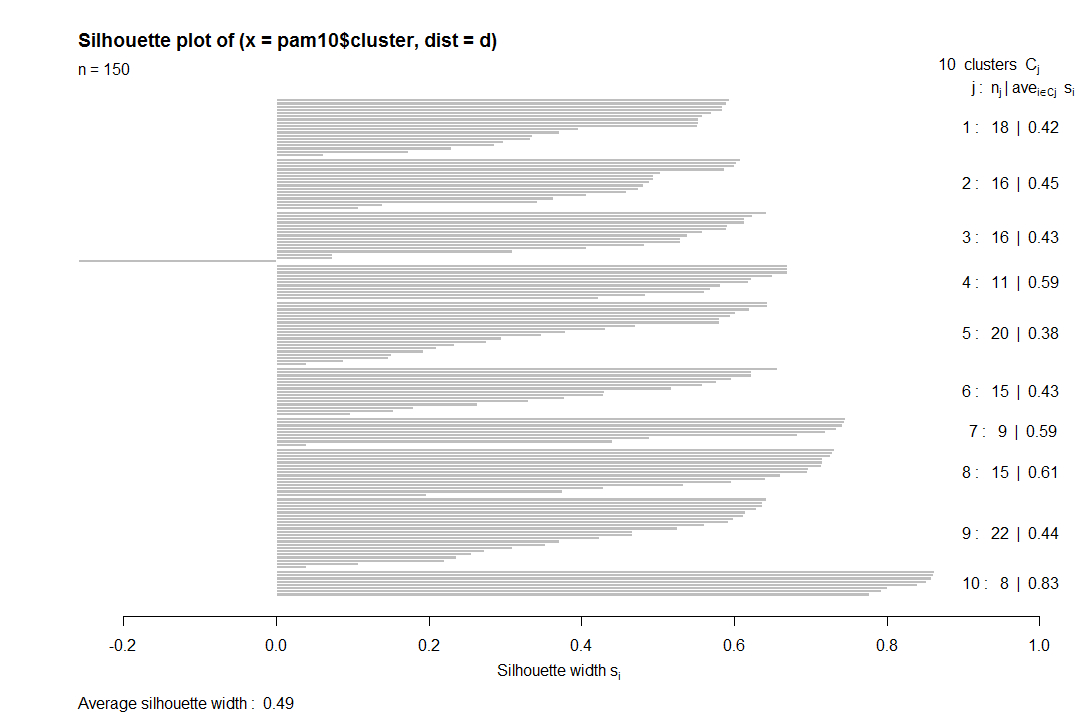 Silhouette plot of (x = pam10$cluster, dist = d)
n = 150
10 clusters Cj
j : nj | avei∈Cj si
1 : 18 | 0.42
2 : 16 | 0.45
3 : 16 | 0.43
4 : 11 | 0.59
5 : 20 | 0.38
6 : 15 | 0.43
7 : 9 | 0.59
8 : 15 | 0.61
9 : 22 | 0.44
10 : 8 | 0.83
-0.2 0.0 0.2 0.4 0.6 0.8 1.0
Silhouette width si
Average silhouette width : 0.49